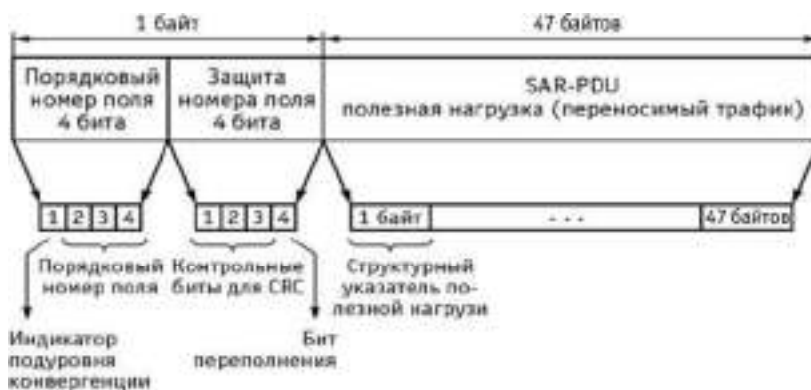 1 байт
47 байтов
Порядковый
номер поля
4 бита
Защита
номера поля
4 бита
SAR-PDU
полезная нагрузка (переносимый трафик)
1 2 3 4
1 2 3 4
1 байт
- - -
47 байтов
Порядковый
номер поля
Контрольные
биты для CRC
Структурный
указатель по-
лезной нагрузи
Индикатор
подуровня
конвергенции
Бит
переполнения